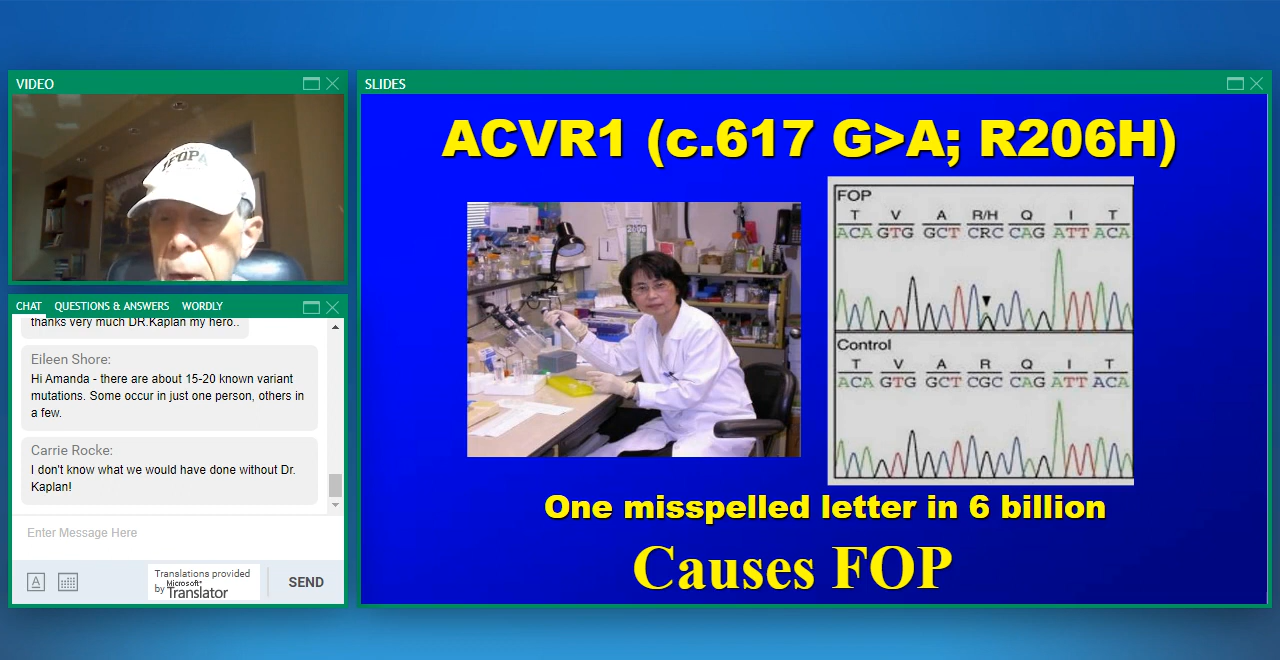 VIDEO
IFOPA
CHAT QUESTIONS & ANSWERS WORDLY
thanks very much DR.Kaplan my hero..
Eileen Shore:
Hi Amanda - there are about 15-20 known variant
mutations. Some occur in just one person, others in
a few.
Carrie Rocke:
I don't know what we would have done without Dr.
Kaplan!
Enter Message Here
A
Translations provided
by Microsoft®
Translator
SEND
SLIDES
ACVR1 (c.617 G>A; R206H)
2006
FOP
T V A R/H Q I T
ACA GTG GCT CRC CAG ATT ACA
Control
T V A R Q I T
ACA GTG GCT CGC CAG ATT ACA
One misspelled letter in 6 billion
Causes FOP